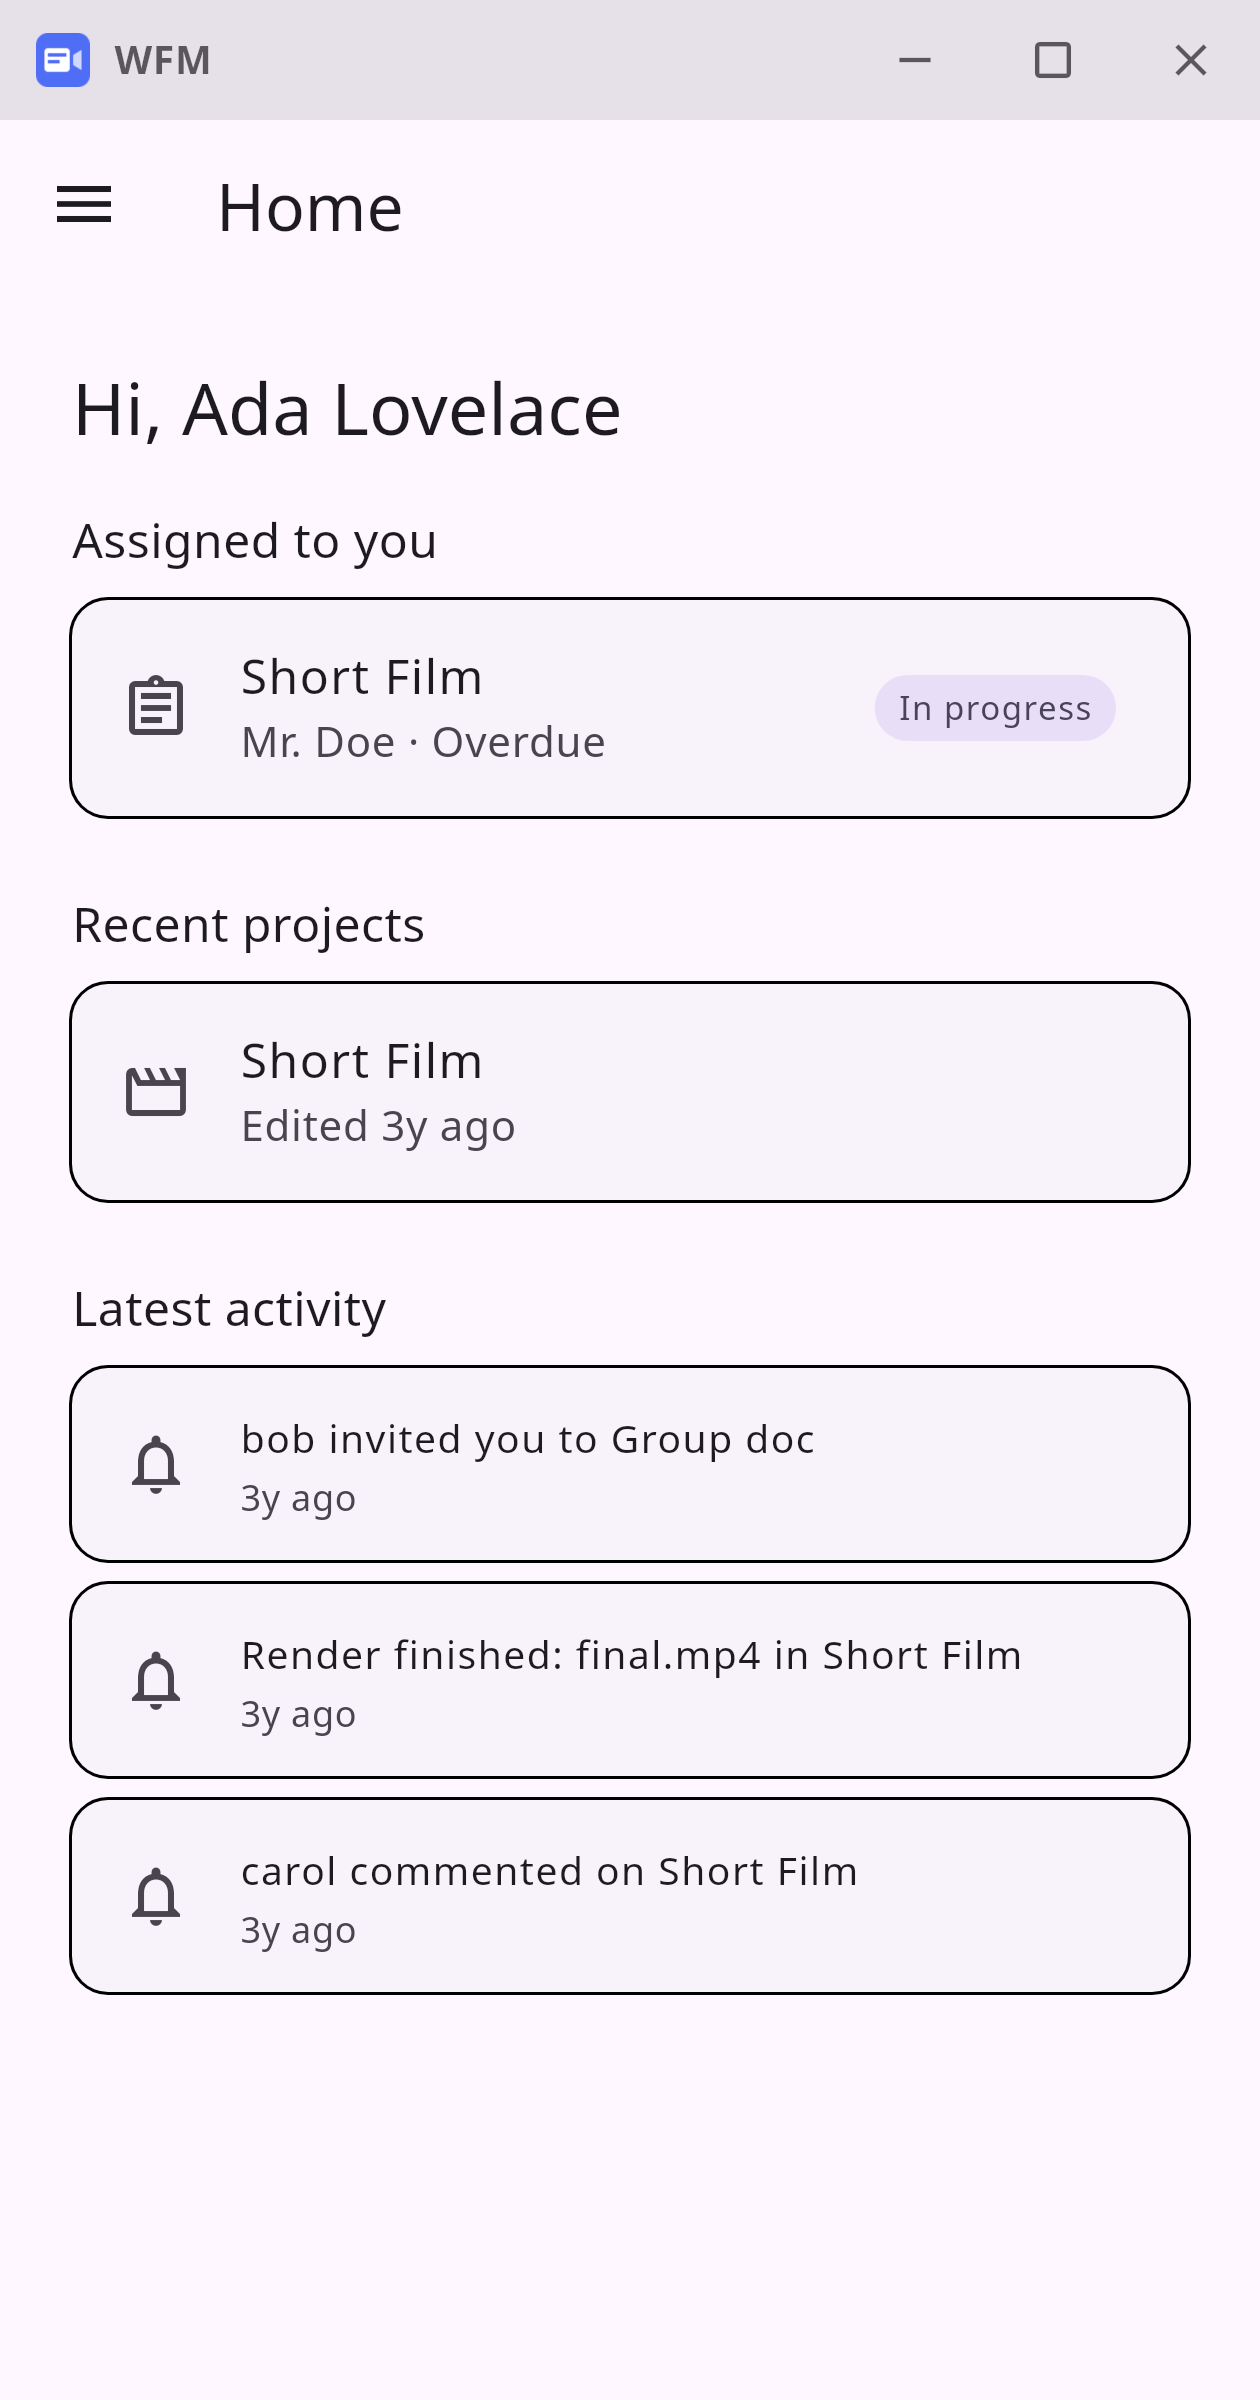 WFM
Home
Hi, Ada Lovelace
Assigned to you
Short Film
Mr. Doe · Overdue
In progress
Recent projects
Short Film
Edited 3y ago
Latest activity
bob invited you to Group doc
3y ago
Render finished: final.mp4 in Short Film
3y ago
carol commented on Short Film
3y ago